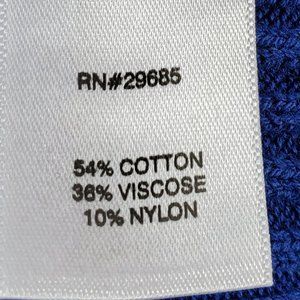 RN#29685
54% COTTON
36% VISCOSE
10% NYLON